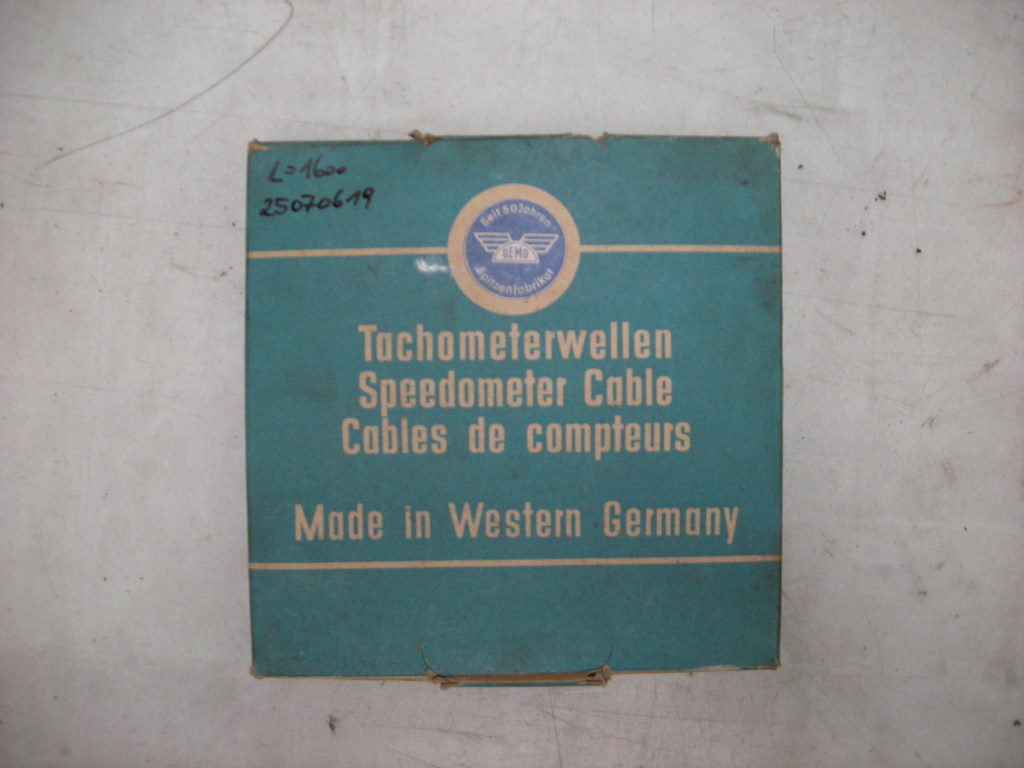 L=1600
25070619
Seit 50 Jahren
GEMO
Spitzenfabrikat
Tachometerwellen
Speedometer Cable
Cables de compteurs
Made in Western Germany